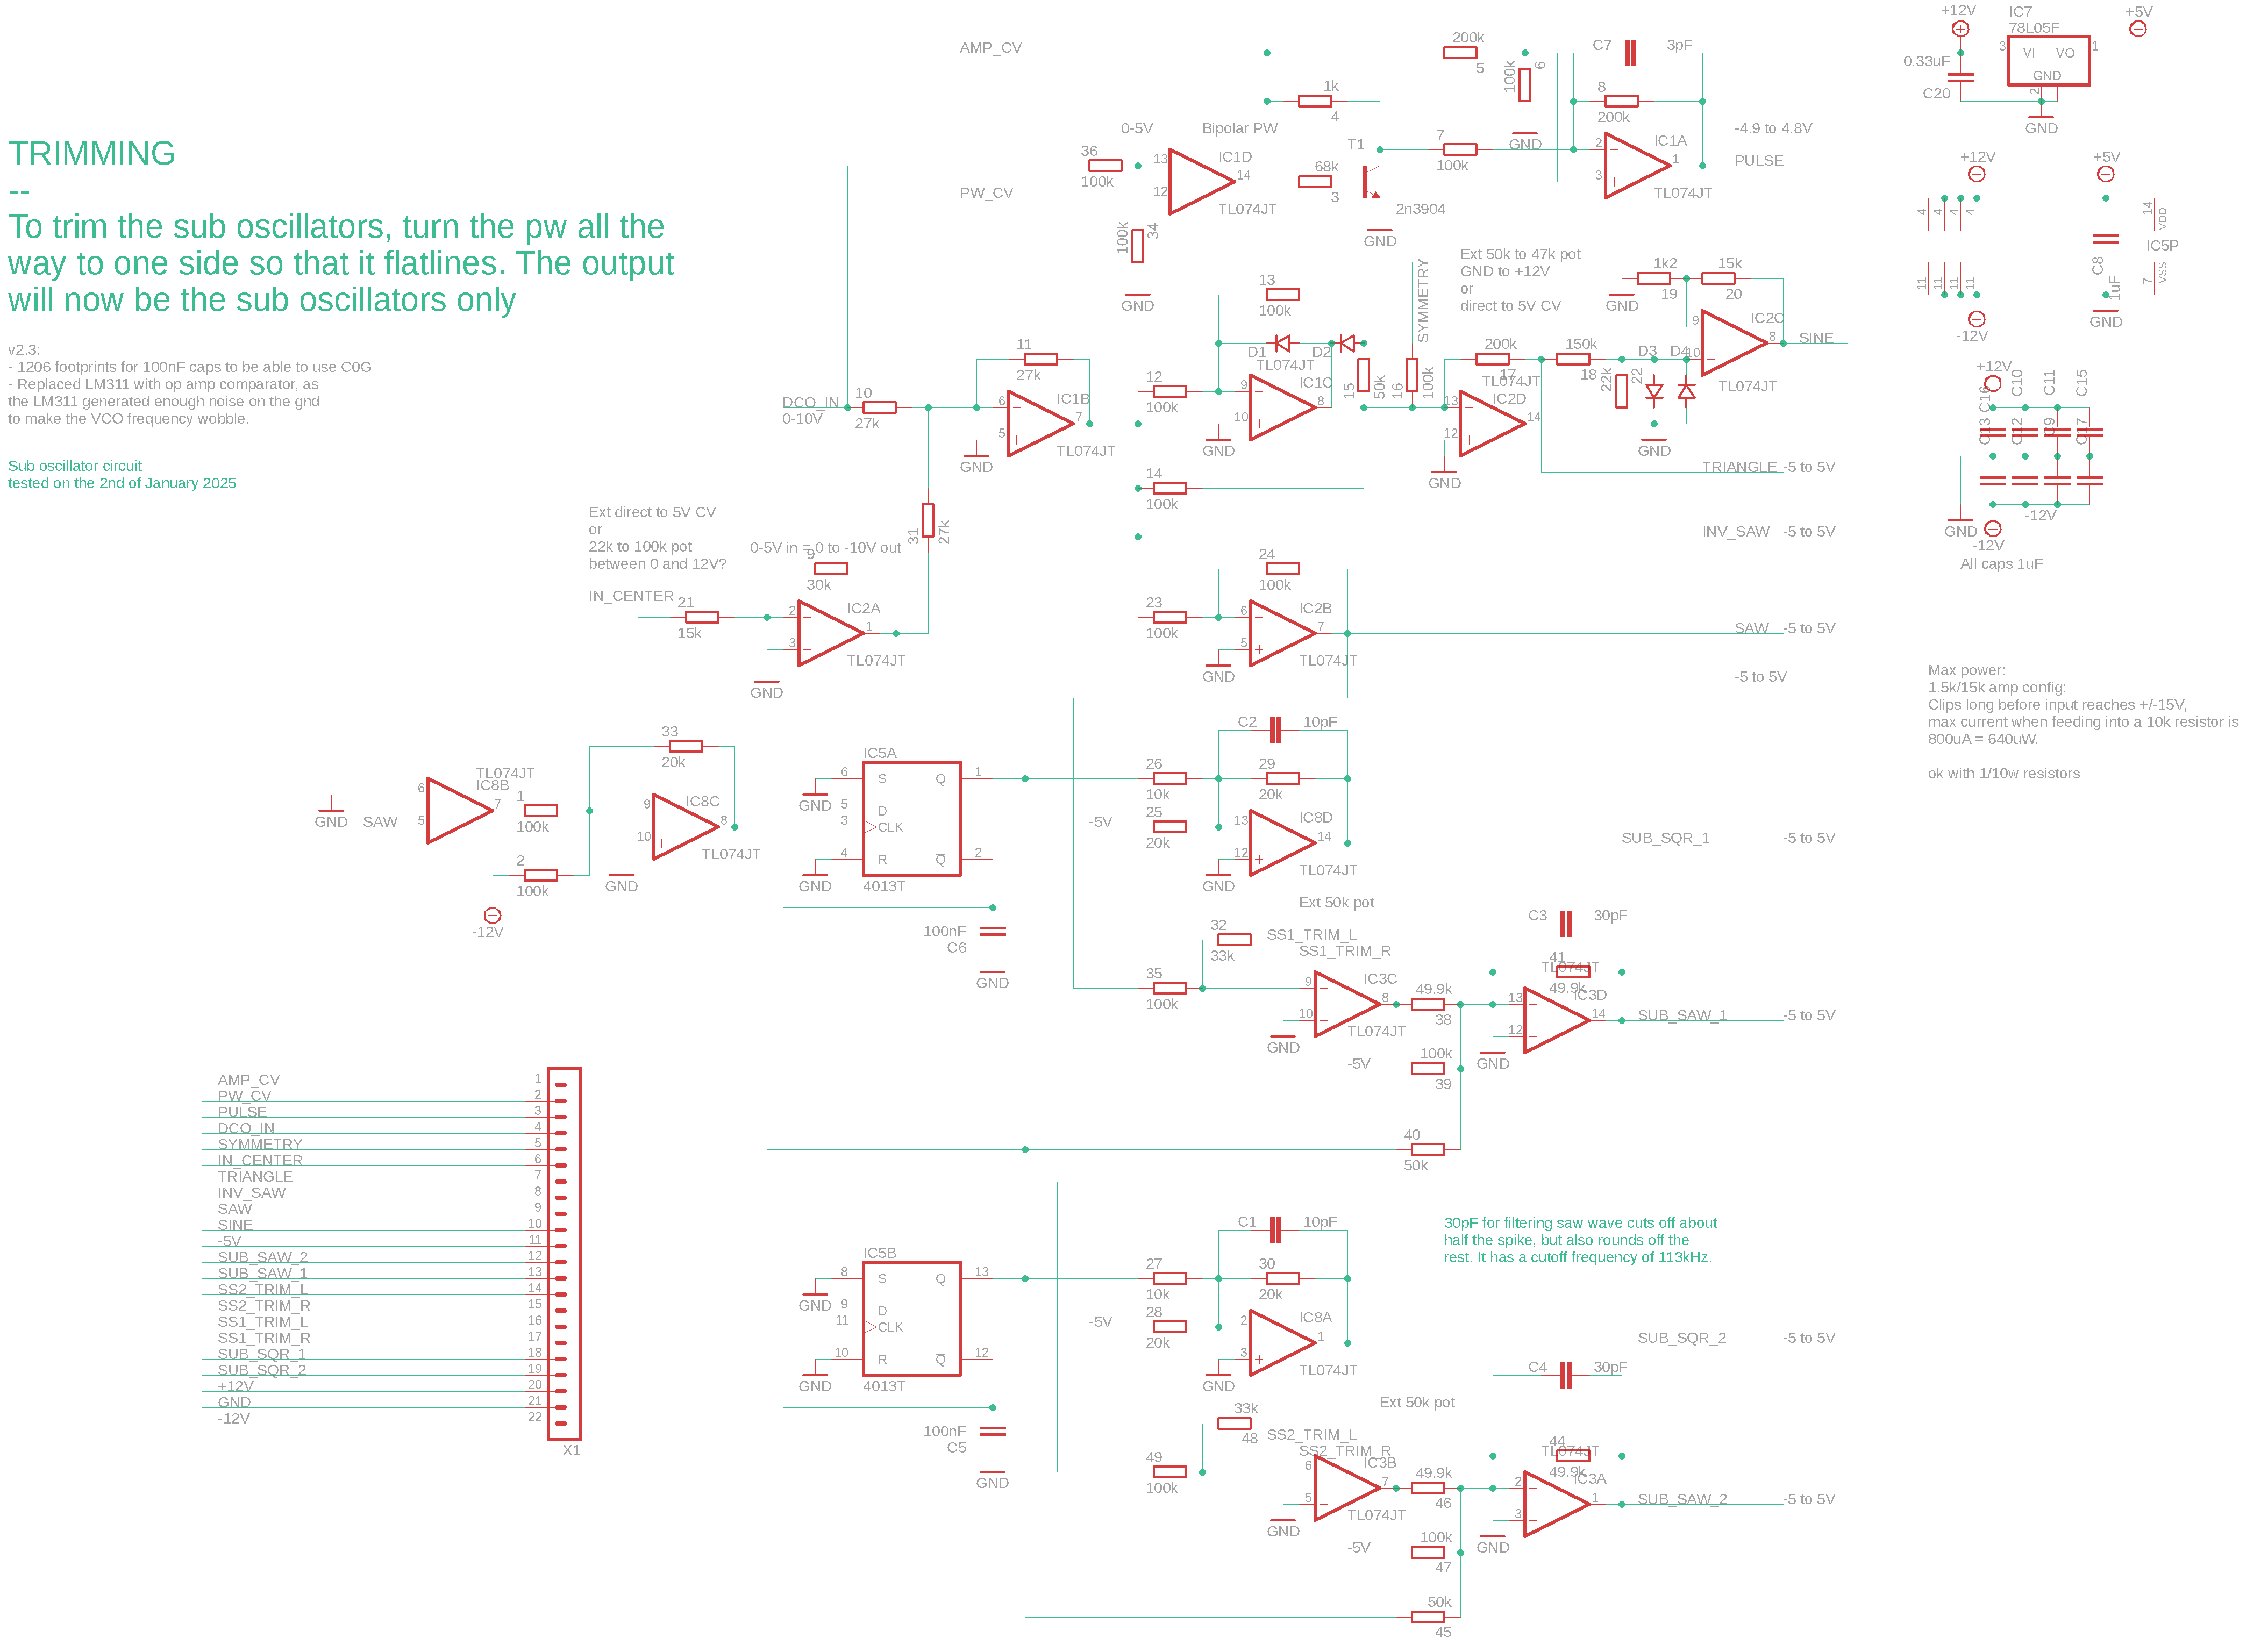 TRIMMING
--
To trim the sub oscillators, turn the pw all the
way to one side so that it flatlines. The output
will now be the sub oscillators only
v2.3:
- 1206 footprints for 100nF caps to be able to use C0G
- Replaced LM311 with op amp comparator, as
the LM311 generated enough noise on the gnd
to make the VCO frequency wobble.
Sub oscillator circuit
tested on the 2nd of January 2025
AMP_CV
200k
5
100k
6
GND
C7
3pF
8
200k
1k
4
0-5V
Bipolar PW
T1
7
100k
2
3
1
IC1A
TL074JT
-4.9 to 4.8V
PULSE
36
100k
13
12
14
IC1D
TL074JT
PW_CV
68k
3
2n3904
GND
100k
34
GND
+12V
IC7
78L05F
+5V
3
VI
VO
1
GND
2
0.33uF
C20
GND
+12V
4
4
4
4
11
11
11
11
-12V
+5V
14
VDD
IC5P
C8
1uF
7
VSS
GND
+12V
C16
C10
C11
C15
C13
C12
C9
C17
GND
-12V
-12V
All caps 1uF
DCO_IN
0-10V
10
27k
11
27k
6
5
7
IC1B
TL074JT
GND
12
100k
13
100k
D1
D2
TL074JT
9
10
8
IC1C
GND
14
100k
15
50k
SYMMETRY
16
100k
Ext 50k to 47k pot
GND to +12V
or
direct to 5V CV
200k
17
TL074JT
IC2D
13
12
14
GND
150k
18
22k
22
D3
D4
GND
1k2
19
GND
15k
20
9
10
8
IC2C
TL074JT
SINE
TRIANGLE
-5 to 5V
INV_SAW
-5 to 5V
Ext direct to 5V CV
or
22k to 100k pot
between 0 and 12V?
0-5V in = 0 to -10V out
31
27k
IN_CENTER
21
15k
9
30k
2
3
1
IC2A
TL074JT
GND
23
100k
24
100k
6
5
7
IC2B
TL074JT
GND
SAW
-5 to 5V
-5 to 5V
Max power:
1.5k/15k amp config:
Clips long before input reaches +/-15V,
max current when feeding into a 10k resistor is
800uA = 640uW.
ok with 1/10w resistors
GND
SAW
6
5
7
TL074JT
IC8B
1
100k
2
100k
-12V
33
20k
9
10
8
IC8C
TL074JT
GND
IC5A
6
S
Q
1
GND
5
D
3
CLK
4
R
Q
2
GND
4013T
100nF
C6
GND
C2
10pF
26
10k
29
20k
-5V
25
20k
13
12
14
IC8D
TL074JT
GND
SUB_SQR_1
-5 to 5V
Ext 50k pot
32
33k
SS1_TRIM_L
SS1_TRIM_R
35
100k
9
10
8
IC3C
TL074JT
GND
49.9k
38
-5V
100k
39
40
50k
C3
30pF
41
TL074JT
49.9k
IC3D
13
12
14
GND
SUB_SAW_1
-5 to 5V
AMP_CV 1
PW_CV 2
PULSE 3
DCO_IN 4
SYMMETRY 5
IN_CENTER 6
TRIANGLE 7
INV_SAW 8
SAW 9
SINE 10
-5V 11
SUB_SAW_2 12
SUB_SAW_1 13
SS2_TRIM_L 14
SS2_TRIM_R 15
SS1_TRIM_L 16
SS1_TRIM_R 17
SUB_SQR_1 18
SUB_SQR_2 19
+12V 20
GND 21
-12V 22
X1
30pF for filtering saw wave cuts off about
half the spike, but also rounds off the
rest. It has a cutoff frequency of 113kHz.
IC5B
8
S
Q
13
GND
9
D
11
CLK
10
R
Q
12
GND
4013T
100nF
C5
GND
C1
10pF
27
10k
30
20k
-5V
28
20k
2
3
1
IC8A
TL074JT
GND
SUB_SQR_2
-5 to 5V
Ext 50k pot
33k
48
SS2_TRIM_L
SS2_TRIM_R
49
100k
6
5
7
IC3B
TL074JT
GND
49.9k
46
-5V
100k
47
50k
45
C4
30pF
44
TL074JT
49.9k
IC3A
2
3
1
GND
SUB_SAW_2
-5 to 5V